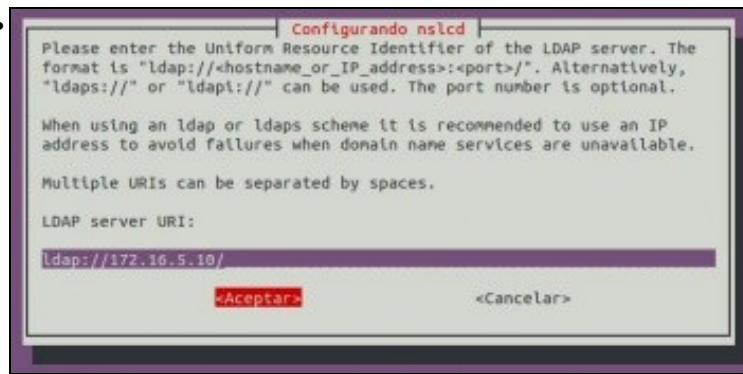 Configurando nslcd
Please enter the Uniform Resource Identifier of the LDAP server. The
format is "ldap://<hostname_or_IP_address>:<port>/". Alternatively,
"ldaps://" or "ldapi://" can be used. The port number is optional.
When using an ldap or ldaps scheme it is recommended to use an IP
address to avoid failures when domain name services are unavailable.
Multiple URIs can be separated by spaces.
LDAP server URI:
ldap://172.16.5.10/
<Aceptar> <Cancelar>